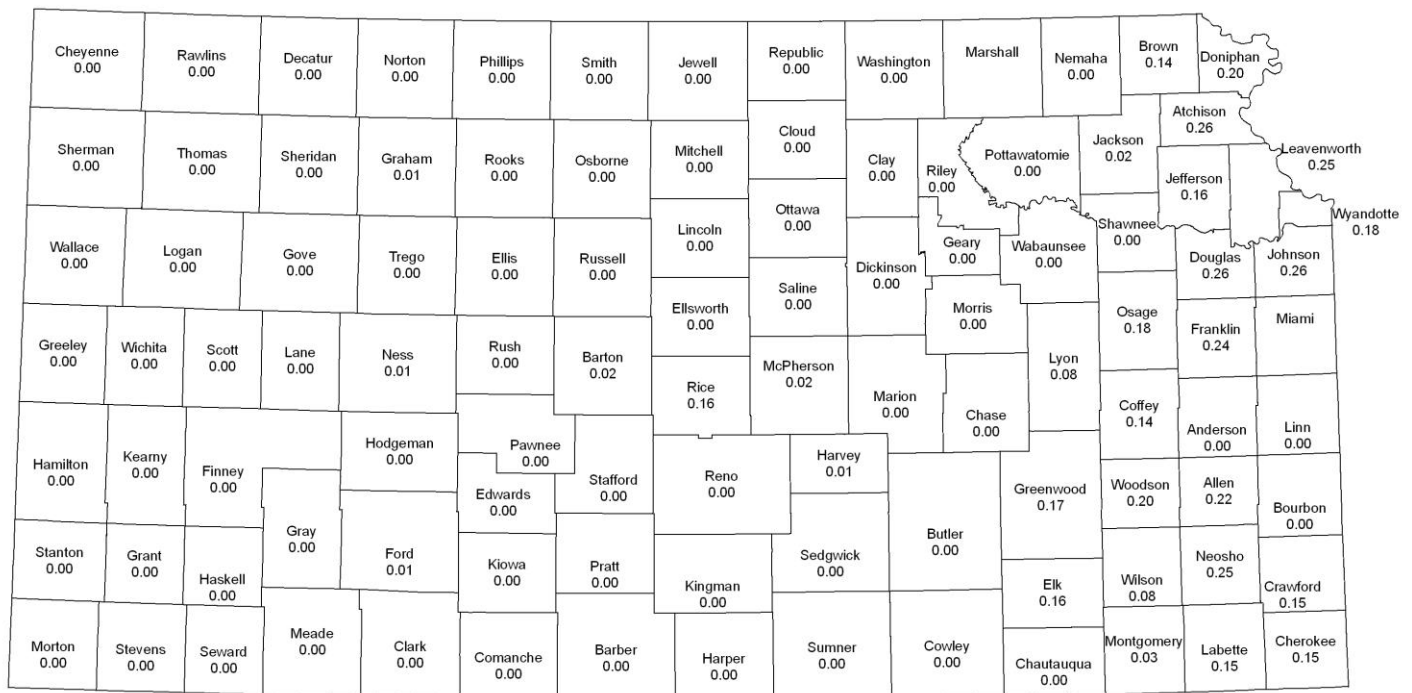 Cheyenne
0.00
Rawlins
0.00
Decatur
0.00
Norton
0.00
Phillips
0.00
Smith
0.00
Jewell
0.00
Republic
0.00
Washington
0.00
Marshall
Nemaha
0.00
Brown
0.14
Doniphan
0.20
Sherman
0.00
Thomas
0.00
Sheridan
0.00
Graham
0.01
Rooks
0.00
Osborne
0.00
Mitchell
0.00
Cloud
0.00
Clay
0.00
Riley
0.00
Pottawatomie
0.00
Jackson
0.02
Atchison
0.26
Jefferson
0.16
Leavenworth
0.25
Wyandotte
0.18
Wallace
0.00
Logan
0.00
Gove
0.00
Trego
0.00
Ellis
0.00
Russell
0.00
Lincoln
0.00
Ottawa
0.00
Dickinson
0.00
Geary
0.00
Wabaunsee
0.00
Shawnee
0.00
Douglas
0.26
Johnson
0.26
Ellsworth
0.00
Saline
0.00
Morris
0.00
Osage
0.18
Franklin
0.24
Miami
Greeley
0.00
Wichita
0.00
Scott
0.00
Lane
0.00
Ness
0.01
Rush
0.00
Barton
0.02
Rice
0.16
McPherson
0.02
Marion
0.00
Chase
0.00
Lyon
0.08
Coffey
0.14
Anderson
0.00
Linn
0.00
Hamilton
0.00
Kearny
0.00
Finney
0.00
Hodgeman
0.00
Pawnee
0.00
Edwards
0.00
Stafford
0.00
Reno
0.00
Harvey
0.01
Greenwood
0.17
Woodson
0.20
Allen
0.22
Bourbon
0.00
Stanton
0.00
Grant
0.00
Haskell
0.00
Gray
0.00
Ford
0.01
Kiowa
0.00
Pratt
0.00
Kingman
0.00
Sedgwick
0.00
Butler
0.00
Elk
0.16
Wilson
0.08
Neosho
0.25
Crawford
0.15
Morton
0.00
Stevens
0.00
Seward
0.00
Meade
0.00
Clark
0.00
Comanche
0.00
Barber
0.00
Harper
0.00
Sumner
0.00
Cowley
0.00
Chautauqua
0.00
Montgomery
0.03
Labette
0.15
Cherokee
0.15